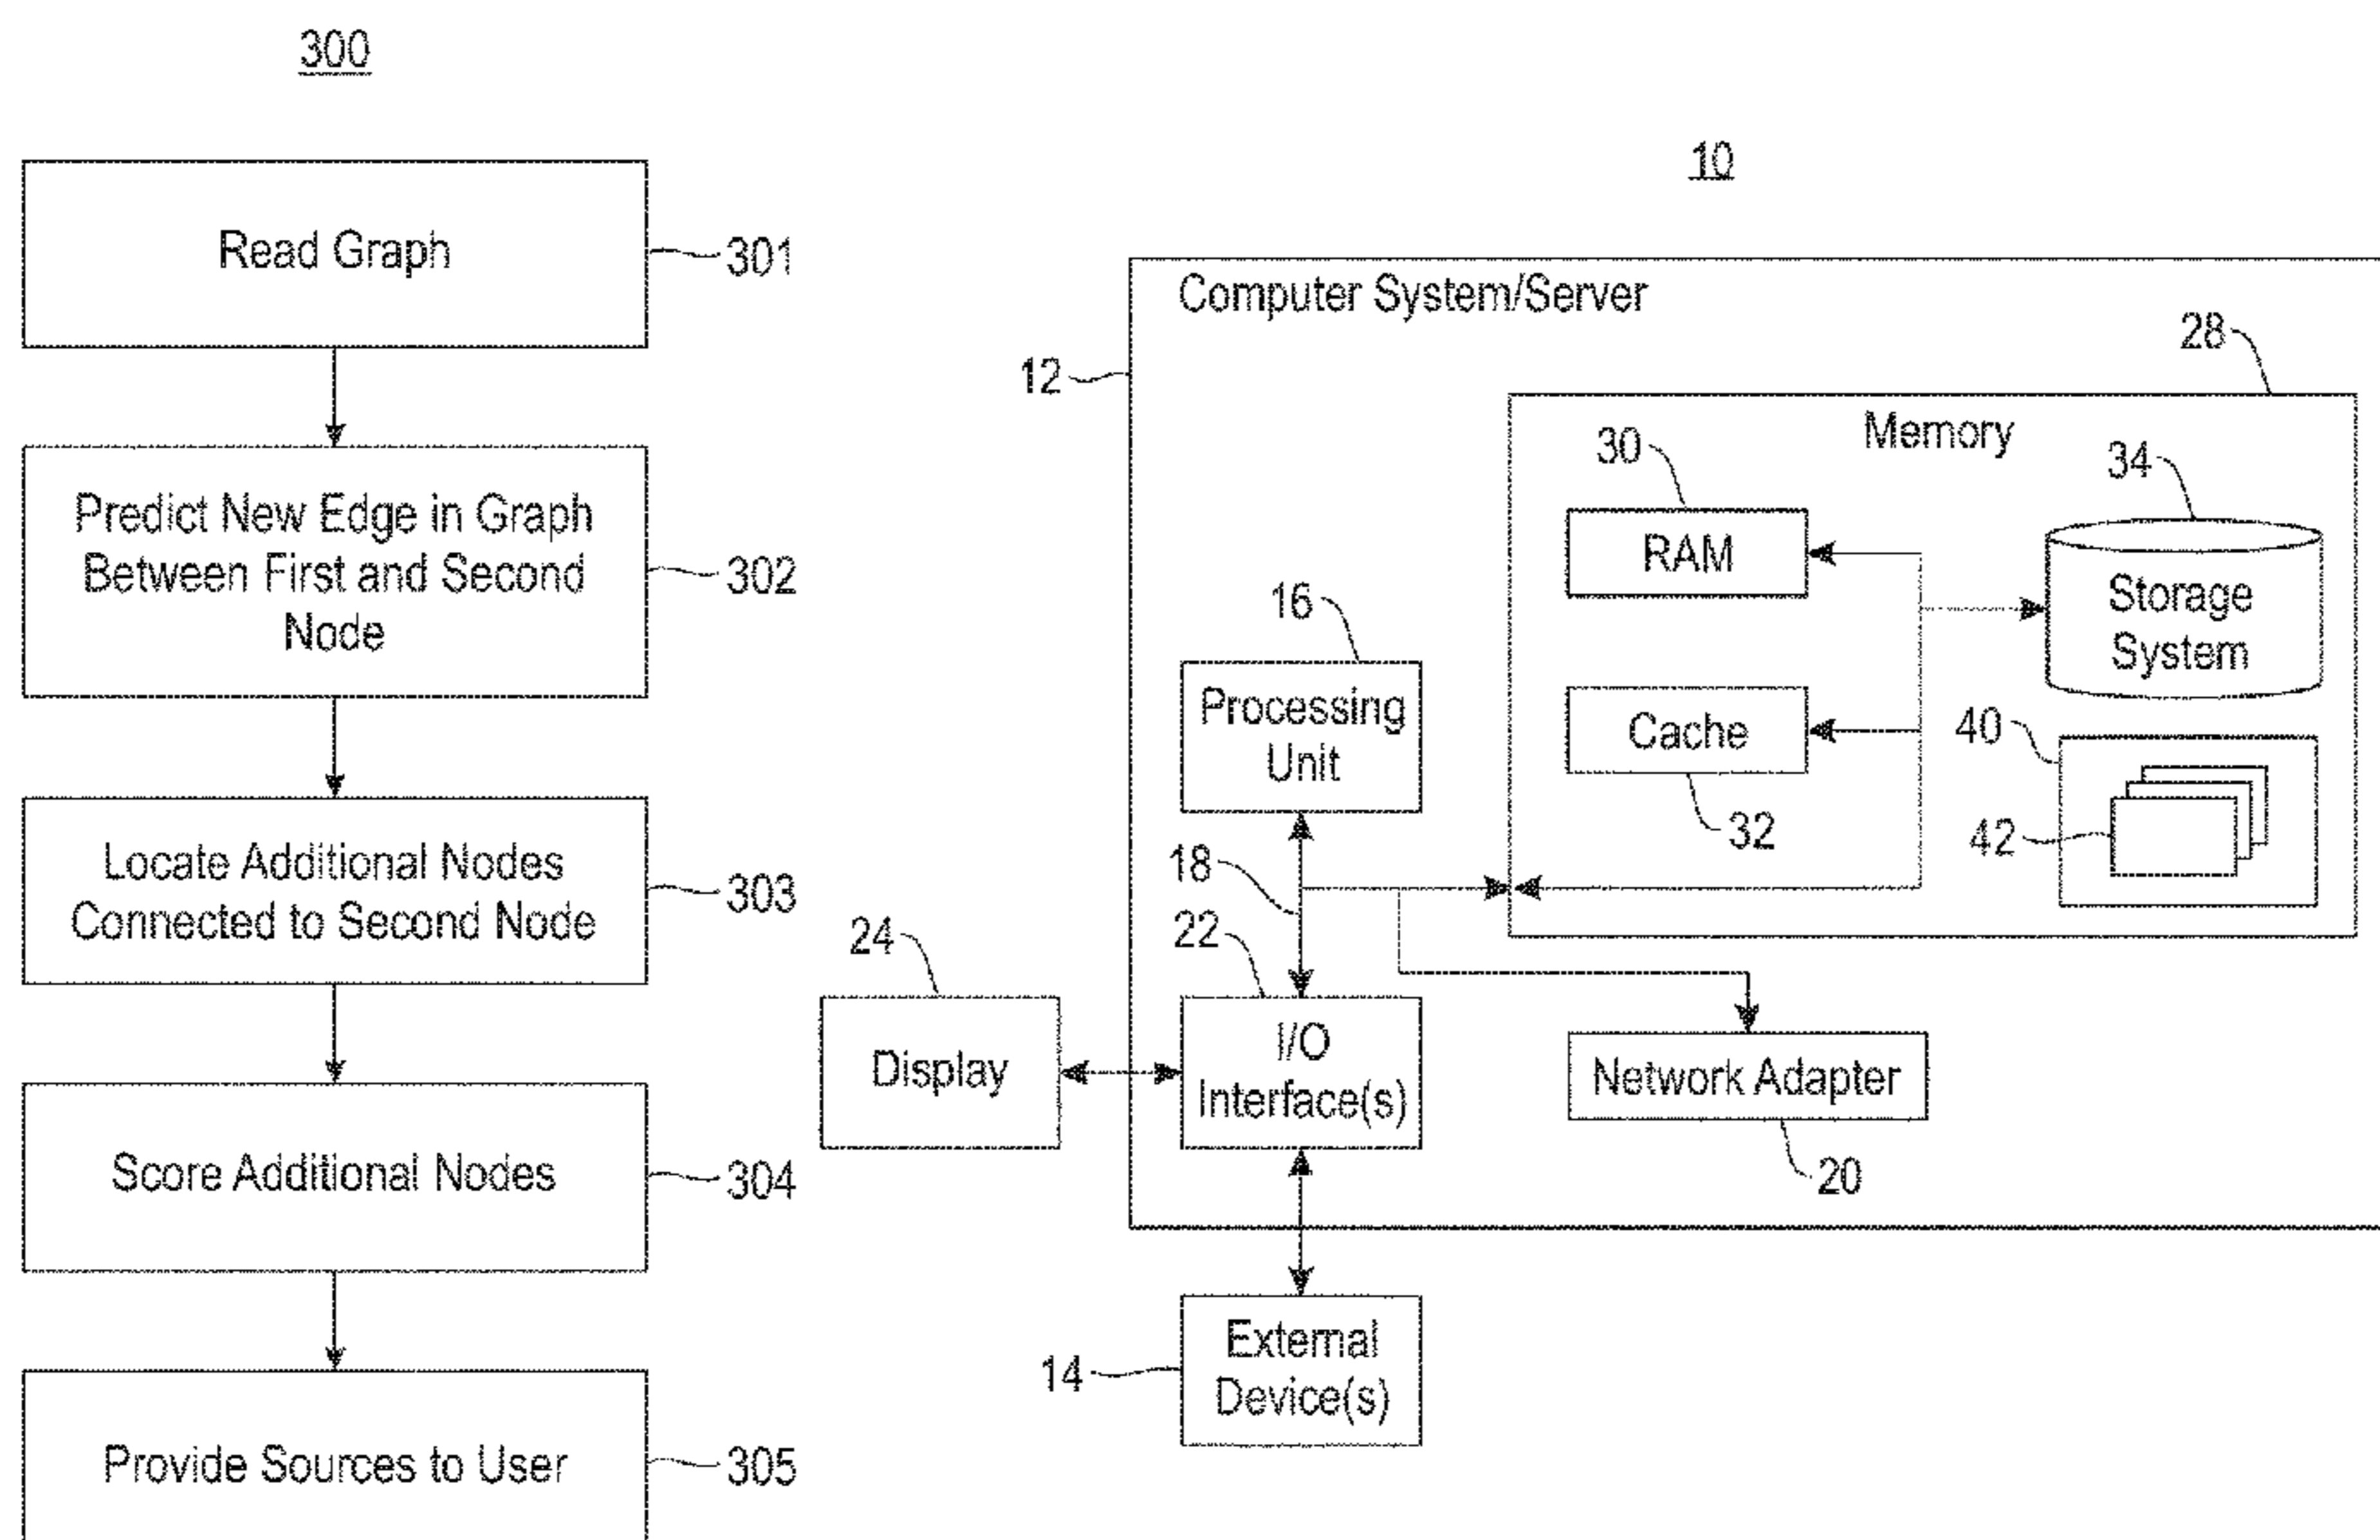 300
Read Graph
301
Predict New Edge in Graph
Between First and Second
Node
302
Locate Additional Nodes
Connected to Second Node
303
Score Additional Nodes
304
Provide Sources to User
305
10
Computer System/Server
12
28
Memory
30
RAM
34
Storage
System
16
Processing
Unit
Cache
32
40
42
18
22
24
Display
I/O
Interface(s)
Network Adapter
20
External
Device(s)
14